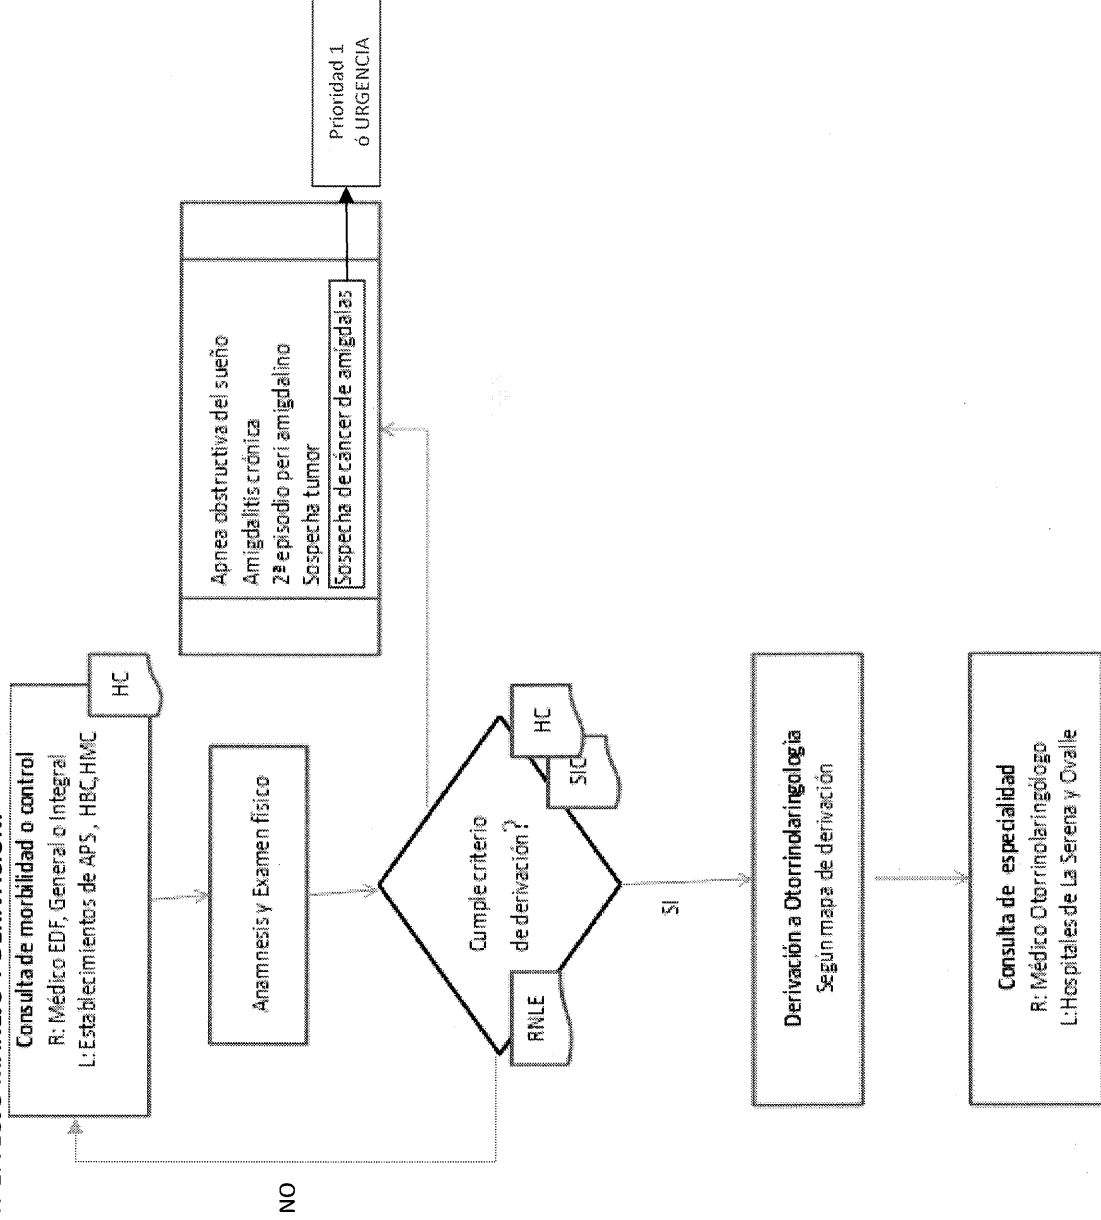 Consulta de morbilidad o control
R: Médico EDF, General o Integral
L: Establecimientos de APS, HBC,HMC
HC
Anamnesis y Examen físico
Cumple criterio
de derivación?
RNLE
SIC
HC
NO
SI
Apnea obstructiva del sueño
Amigdalitis crónica
2ª episodio peri amigdalino
Sospecha tumor
Sospecha de cáncer de amígdalas
Prioridad 1
ó URGENCIA
Derivación a Otorrinolaringología
Según mapa de derivación
Consulta de especialidad
R: Médico Otorrinolaringólogo
L:Hospitales de La Serena y Ovalle